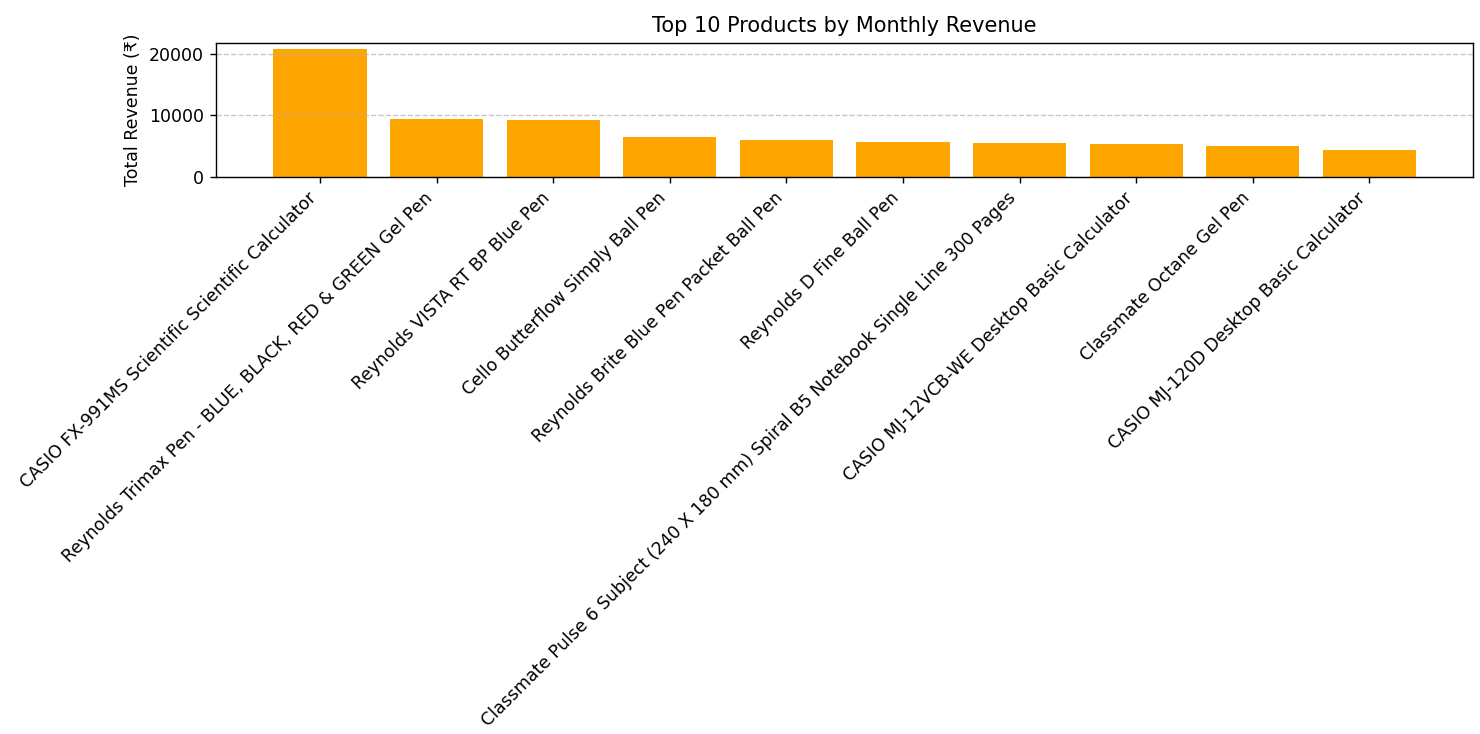 Top 10 Products by Monthly Revenue
Total Revenue (₹)
20000
10000
0
CASIO FX-991MS Scientific Scientific Calculator
Reynolds Trimax Pen - BLUE, BLACK, RED & GREEN Gel Pen
Reynolds VISTA RT BP Blue Pen
Cello Butterflow Simply Ball Pen
Reynolds Brite Blue Pen Packet Ball Pen
Reynolds D Fine Ball Pen
Classmate Pulse 6 Subject (240 X 180 mm) Spiral B5 Notebook Single Line 300 Pages
CASIO MJ-12VCB-WE Desktop Basic Calculator
Classmate Octane Gel Pen
CASIO MJ-120D Desktop Basic Calculator